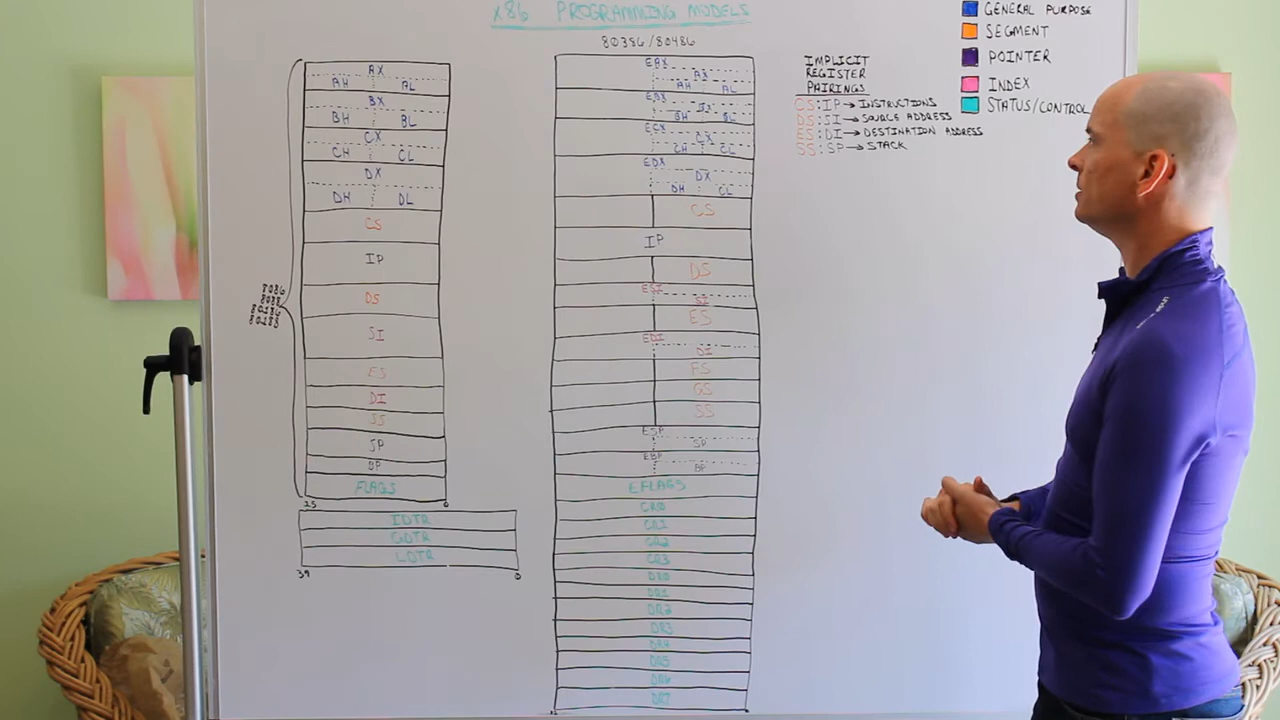 x86 PROGRAMMING MODELS
AX
AH AL
BX
BH BL
CX
CH CL
DX
DH DL
CS
IP
DS
SI
ES
DI
SS
SP
BP
FLAGS
15 0
IDTR
GDTR
LDTR
39 0
80386/80486
EAX
AX
AH AL
EBX
BX
BH BL
ECX
CX
CH CL
EDX
DX
DH DL
CS
IP
DS
ESI
SI
ES
EDI
DI
FS
GS
SS
ESP
SP
EBP
BP
EFLAGS
CR0
CR1
CR2
CR3
DR0
DR1
DR2
DR3
DR4
DR5
DR6
DR7
IMPLICIT
REGISTER
PAIRINGS
CS:IP→INSTRUCTIONS
DS:SI→SOURCE ADDRESS
ES:DI→DESTINATION ADDRESS
SS:SP→STACK
GENERAL PURPOSE
SEGMENT
POINTER
INDEX
STATUS/CONTROL